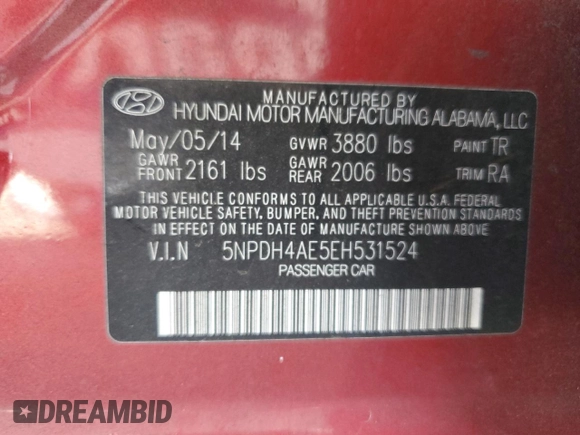 MANUFACTURED BY
HYUNDAI MOTOR MANUFACTURING ALABAMA, LLC
May/05/14 GVWR 3880 lbs PAINT TR
GAWR FRONT 2161 lbs GAWR REAR 2006 lbs TRIM RA
THIS VEHICLE CONFORMS TO ALL APPLICABLE U.S.A. FEDERAL
MOTOR VEHICLE SAFETY, BUMPER, AND THEFT PREVENTION STANDARDS
IN EFFECT ON THE DATE OF MANUFACTURE SHOWN ABOVE.
V.I.N 5NPDH4AE5EH531524
PASSENGER CAR
DREAMBID